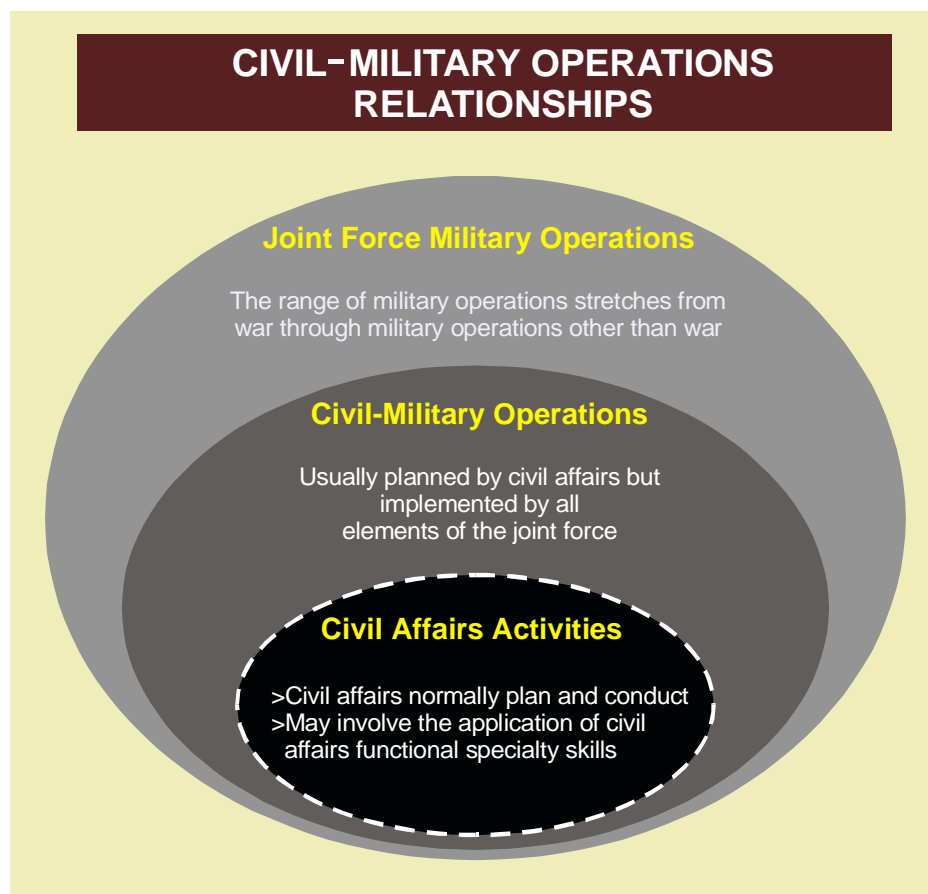 CIVIL-MILITARY OPERATIONS
RELATIONSHIPS
Joint Force Military Operations
The range of military operations stretches from
war through military operations other than war
Civil-Military Operations
Usually planned by civil affairs but
implemented by all
elements of the joint force
Civil Affairs Activities
>Civil affairs normally plan and conduct
>May involve the application of civil
affairs functional specialty skills